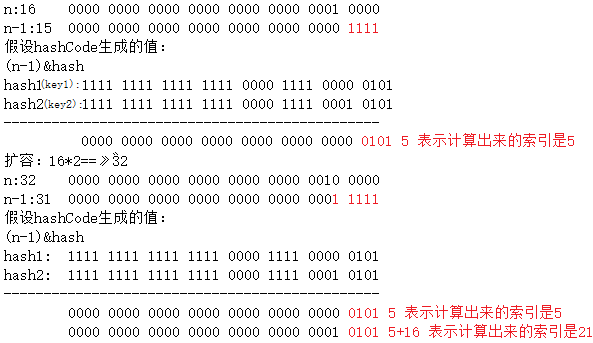 n:16 0000 0000 0000 0000 0000 0000 0001 0000
n-1:15 0000 0000 0000 0000 0000 0000 0000 1111
假设hashCode生成的值:
(n-1)&hash
hash1(key1):1111 1111 1111 1111 0000 1111 0000 0101
hash2(key2):1111 1111 1111 1111 0000 1111 0001 0101
-----------------------------------------------
0000 0000 0000 0000 0000 0000 0000 0101 5 表示计算出来的索引是5
扩容: 16*2==》32
n:32 0000 0000 0000 0000 0000 0000 0010 0000
n-1:31 0000 0000 0000 0000 0000 0000 0001 1111
假设hashCode生成的值:
(n-1)&hash
hash1: 1111 1111 1111 1111 0000 1111 0000 0101
hash2: 1111 1111 1111 1111 0000 1111 0001 0101
-----------------------------------------------
0000 0000 0000 0000 0000 0000 0000 0101 5 表示计算出来的索引是5
0000 0000 0000 0000 0000 0000 0001 0101 5+16 表示计算出来的索引是21